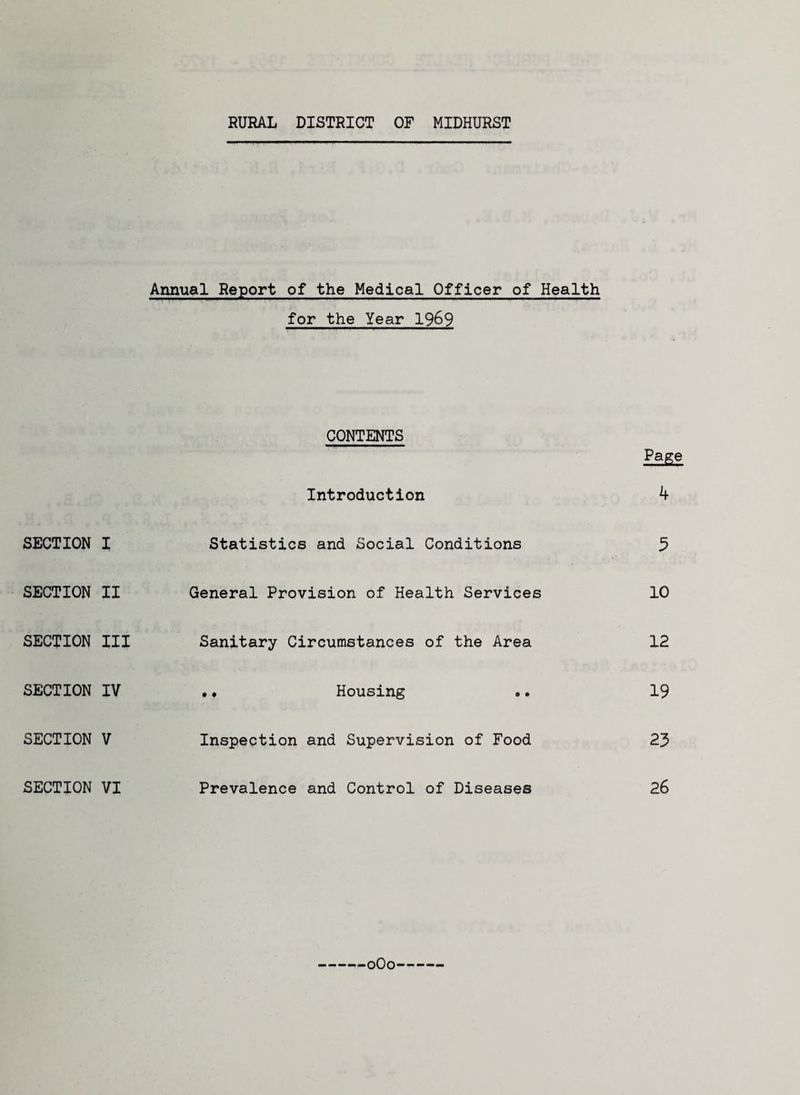 RURAL DISTRICT OF MIDHURST
Annual Report of the Medical Officer of Health
for the Year 1969
CONTENTS
Page
Introduction 4
SECTION I Statistics and Social Conditions 5
SECTION II General Provision of Health Services 10
SECTION III Sanitary Circumstances of the Area 12
SECTION IV .. Housing .. 19
SECTION V Inspection and Supervision of Food 23
SECTION VI Prevalence and Control of Diseases 26
-----oOo-----